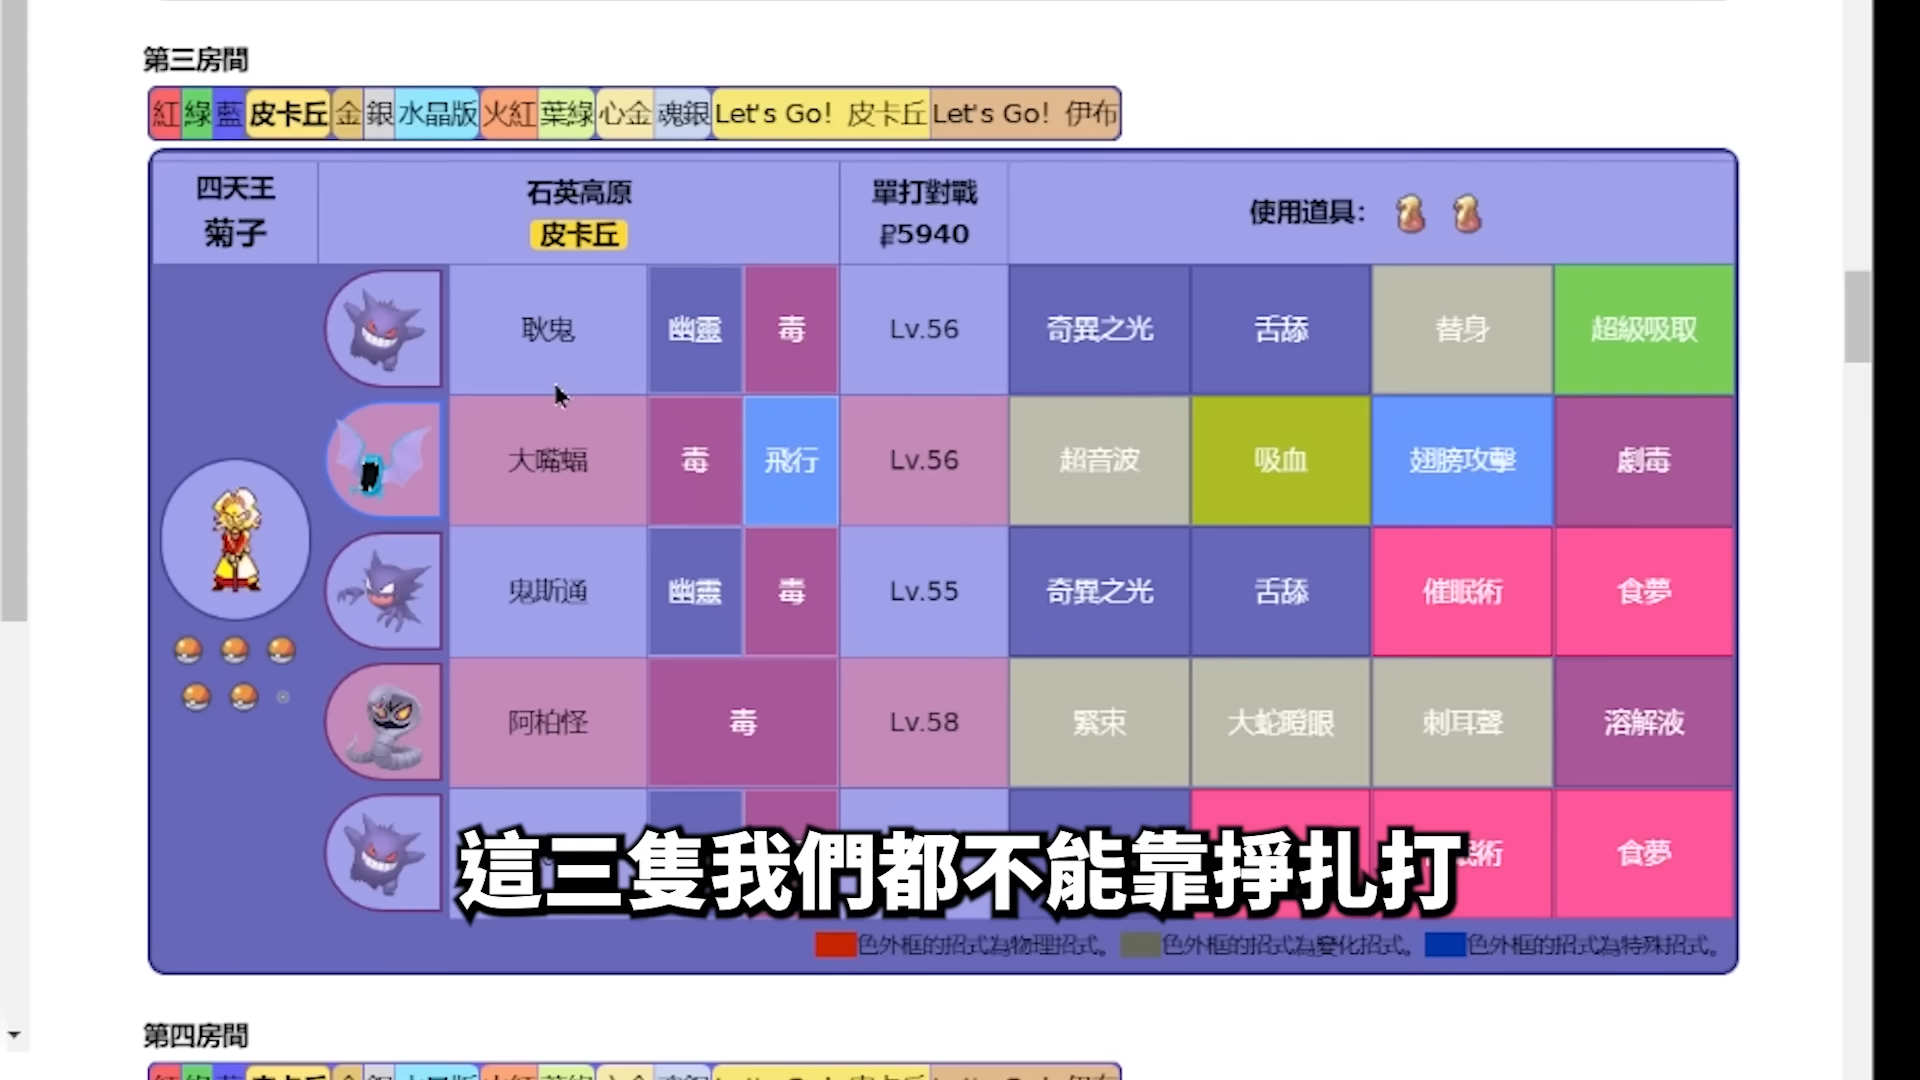 第三房間
紅 綠 藍 皮卡丘 金 銀 水晶版 火紅 葉綠 心金 魂銀 Let's Go！皮卡丘 Let's Go！伊布
四天王 菊子
石英高原 皮卡丘
單打對戰 ₽5940
使用道具：
耿鬼 幽靈 毒 Lv.56 奇異之光 舌舔 替身 超級吸取
大嘴蝠 毒 飛行 Lv.56 超音波 吸血 翅膀攻擊 劇毒
鬼斯通 幽靈 毒 Lv.55 奇異之光 舌舔 催眠術 食夢
阿柏怪 毒 Lv.58 緊束 大蛇瞪眼 刺耳聲 溶解液
眠術 食夢
這三隻我們都不能靠掙扎打
色外框的招式為物理招式。 色外框的招式為變化招式。 色外框的招式為特殊招式。
第四房間